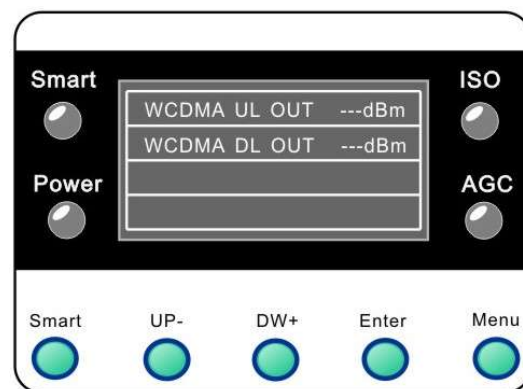 Smart
ISO
WCDMA UL OUT ---dBm
WCDMA DL OUT ---dBm
Power
AGC
Smart
UP-
DW+
Enter
Menu